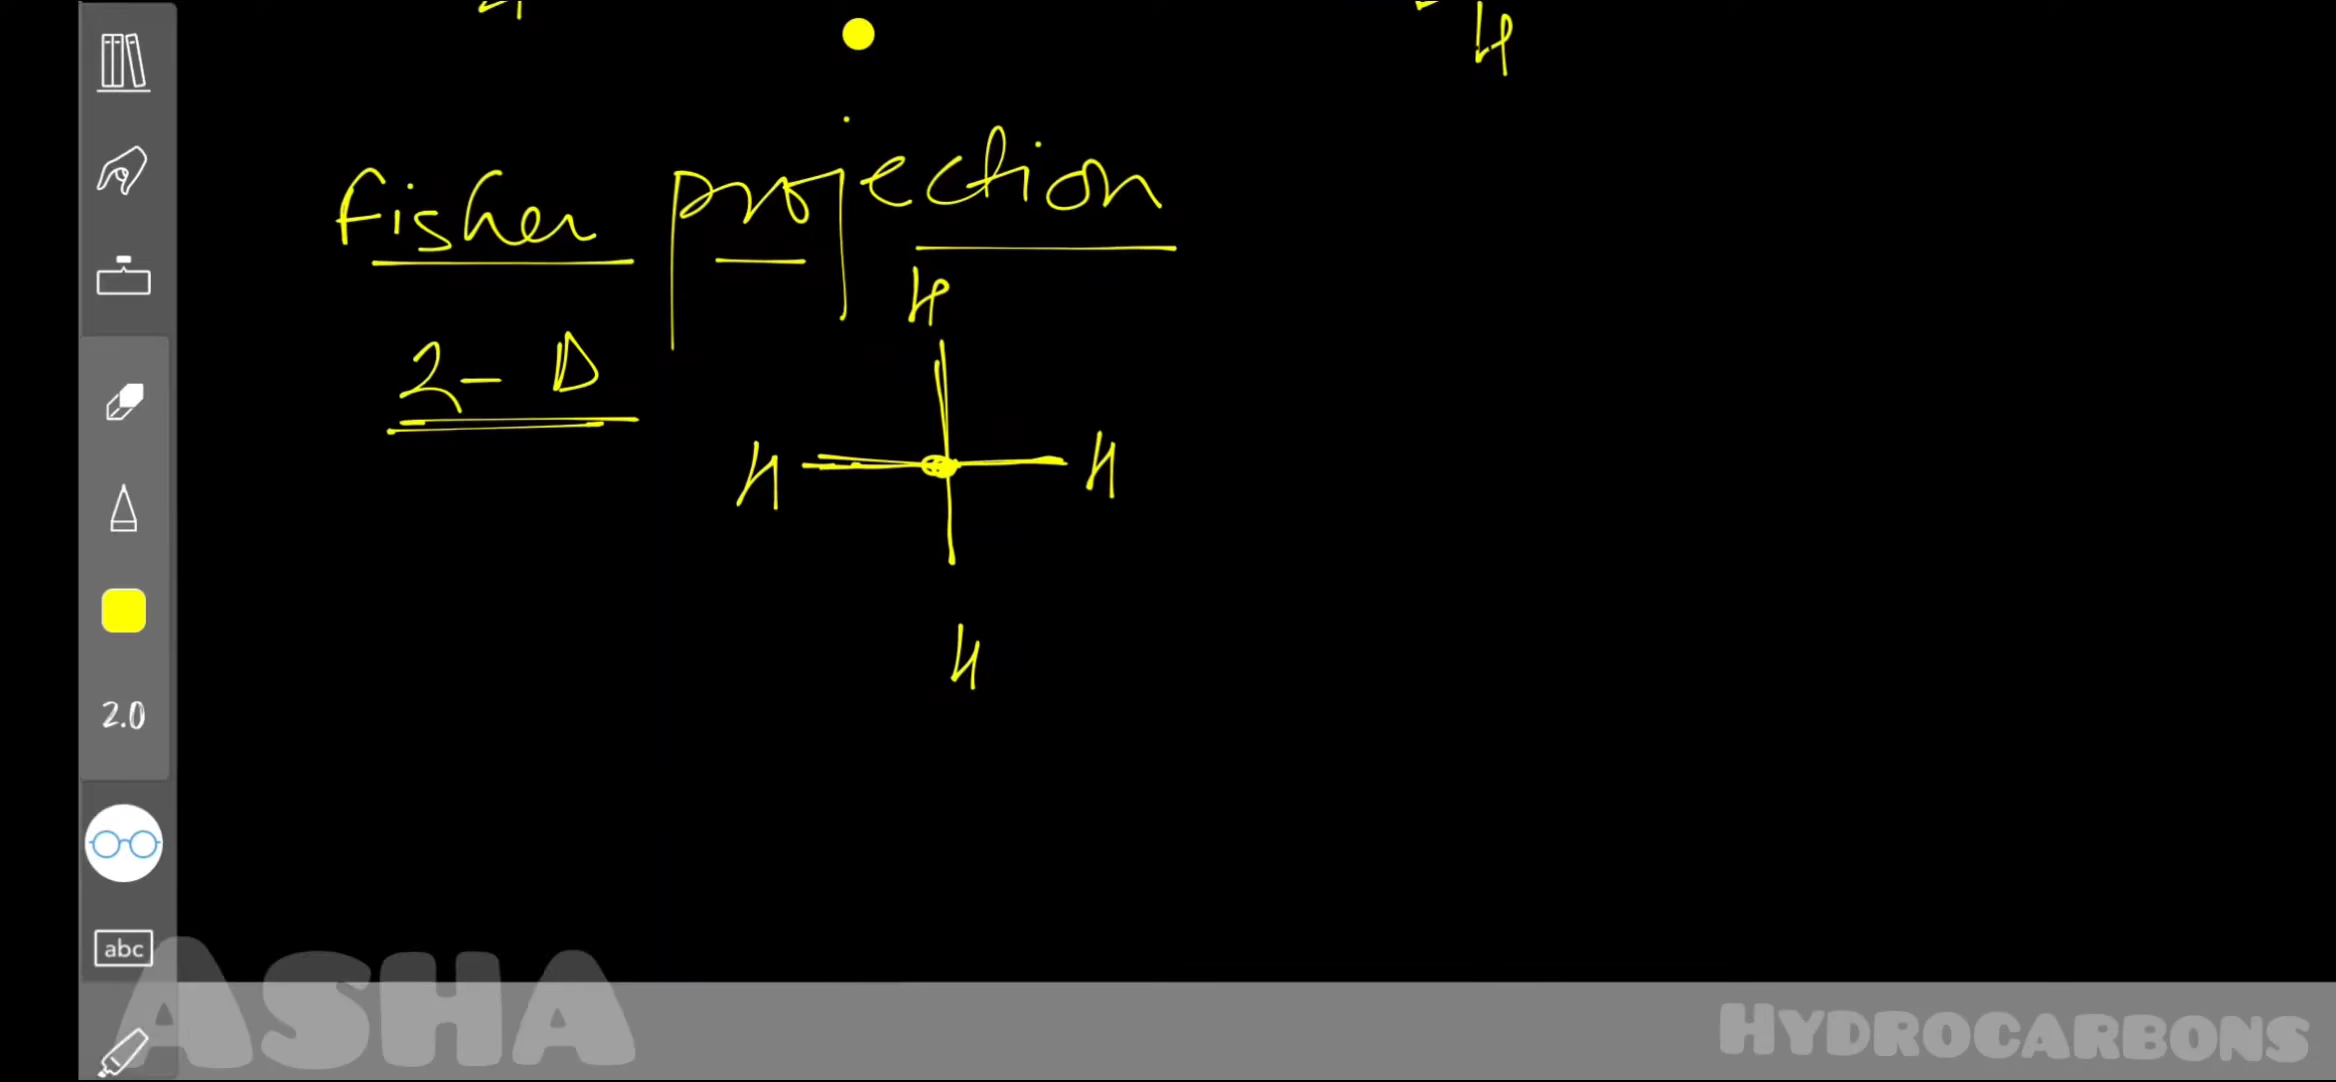 H
fisher projection
H
2-D
H H
H
2.0
abc
ASHA
HYDROCARBONS